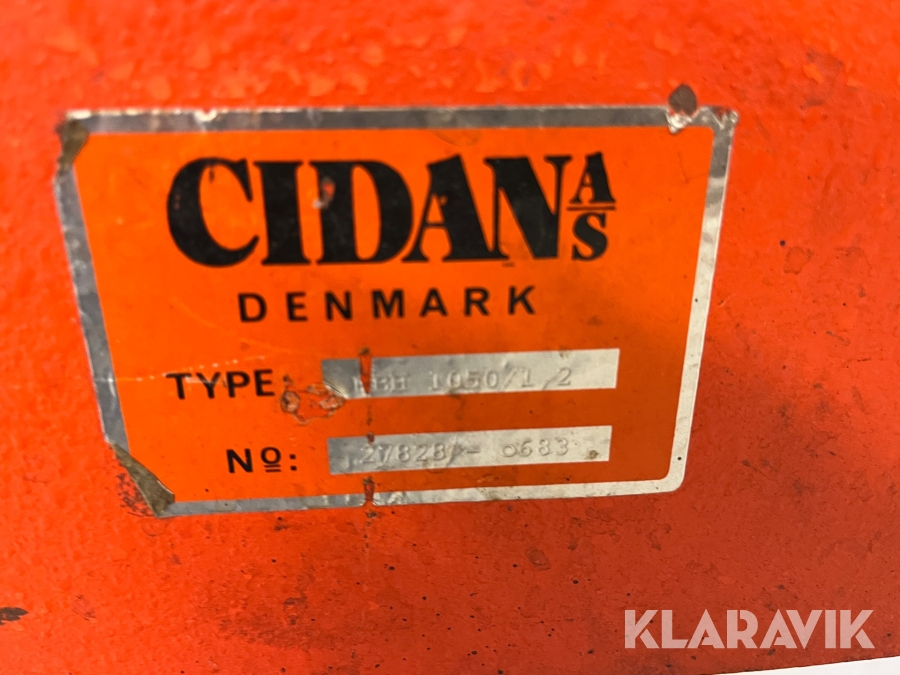 CIDAN A/S
DENMARK
TYPE: 1050/1,2
Nº: 27828 - 0683
KLARAVIK